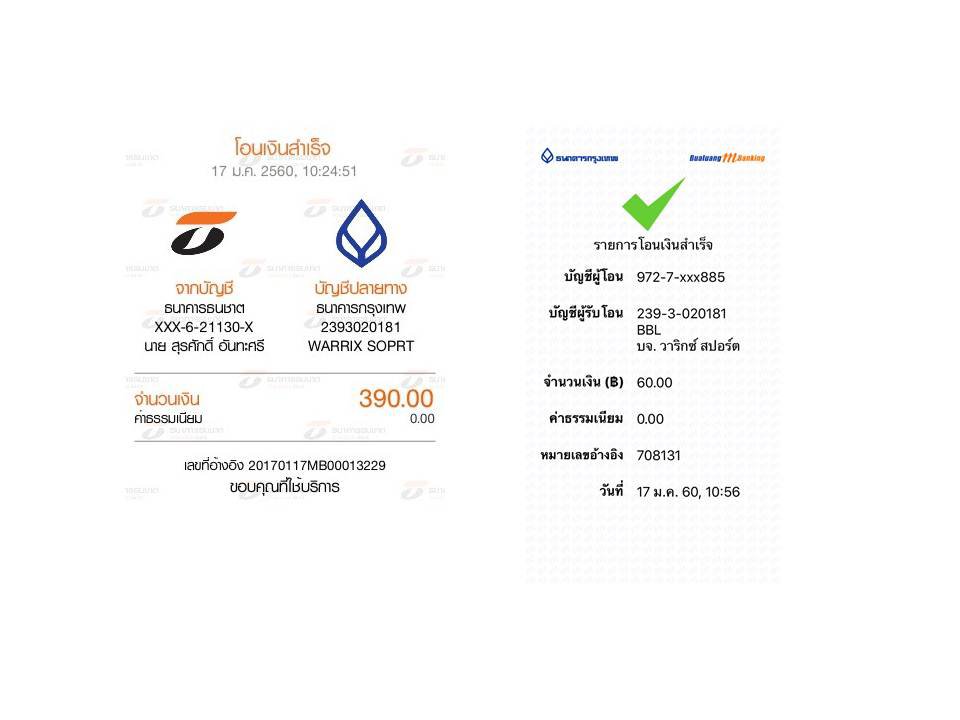 โอนเงินสำเร็จ
17 ม.ค. 2560, 10:24:51
จากบัญชี
ธนาคารธนชาต
XXX-6-21130-X
นาย สุรศักดิ์ อันทะศรี
บัญชีปลายทาง
ธนาคารกรุงเทพ
2393020181
WARRIX SOPRT
จำนวนเงิน 390.00
ค่าธรรมเนียม 0.00
เลขที่อ้างอิง 20170117MB00013229
ขอบคุณที่ใช้บริการ
ธนาคารกรุงเทพ Bualuang mBanking
รายการโอนเงินสำเร็จ
บัญชีผู้โอน 972-7-xxx885
บัญชีผู้รับโอน 239-3-020181
BBL
บจ. วาริกซ์ สปอร์ต
จำนวนเงิน (฿) 60.00
ค่าธรรมเนียม 0.00
หมายเลขอ้างอิง 708131
วันที่ 17 ม.ค. 60, 10:56